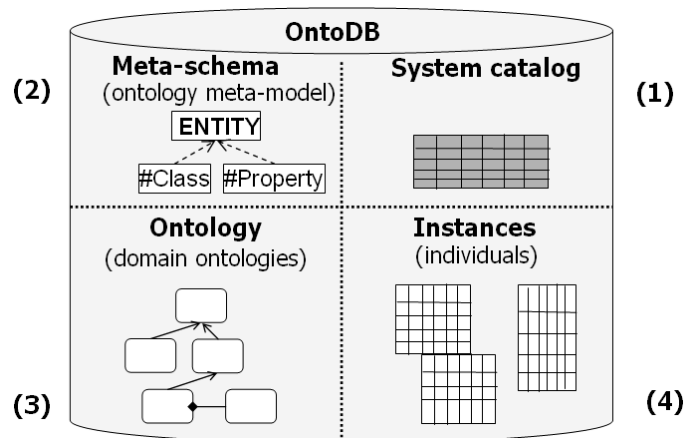 OntoDB
Meta-schema
(ontology meta-model)
ENTITY
#Class
#Property
(2)
System catalog
(1)
Ontology
(domain ontologies)
(3)
Instances
(individuals)
(4)